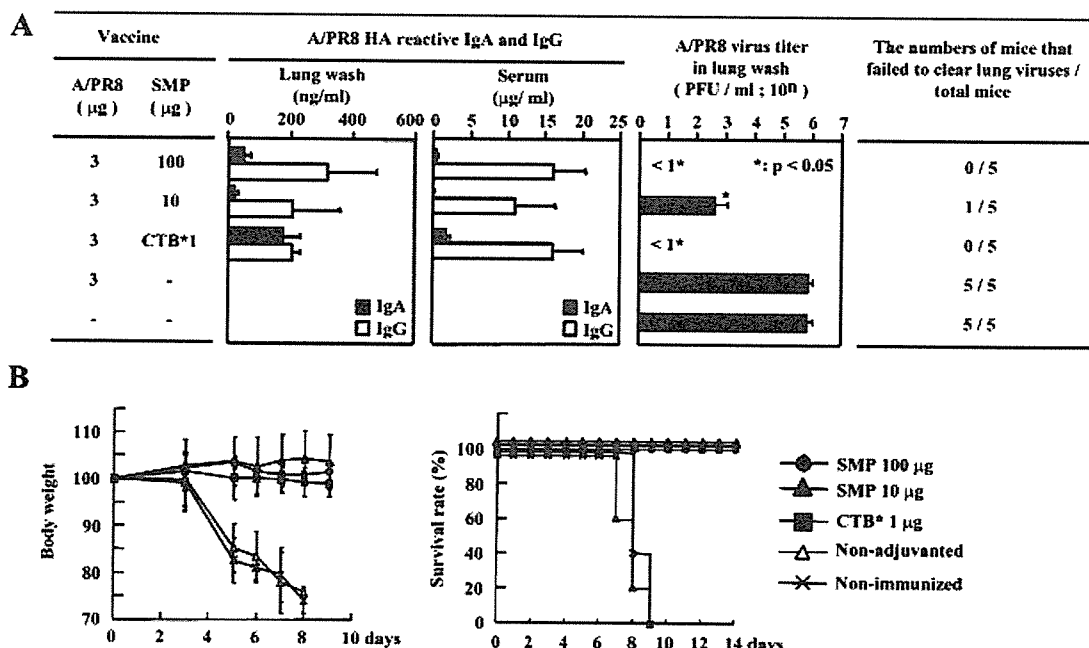 A
Vaccine
A/PR8 HA reactive IgA and IgG
A/PR8 virus titer
in lung wash
( PFU / ml ; 10ⁿ )
The numbers of mice that
failed to clear lung viruses /
total mice
A/PR8
( µg )
SMP
( µg )
Lung wash
(ng/ml)
Serum
(µg/ ml)
0 200 400 600
0 5 10 15 20 25
0 1 2 3 4 5 6 7
3 100 < 1* *: p < 0.05 0 / 5
3 10 * 1 / 5
3 CTB*1 < 1* 0 / 5
3 - 5 / 5
- - 5 / 5
IgA
IgG
IgA
IgG
B
Body weight
110
100
90
80
70
0 2 4 6 8 10 days
Survival rate (%)
100
80
60
40
20
0
0 2 4 6 8 10 12 14 days
SMP 100 µg
SMP 10 µg
CTB* 1 µg
Non-adjuvanted
Non-immunized